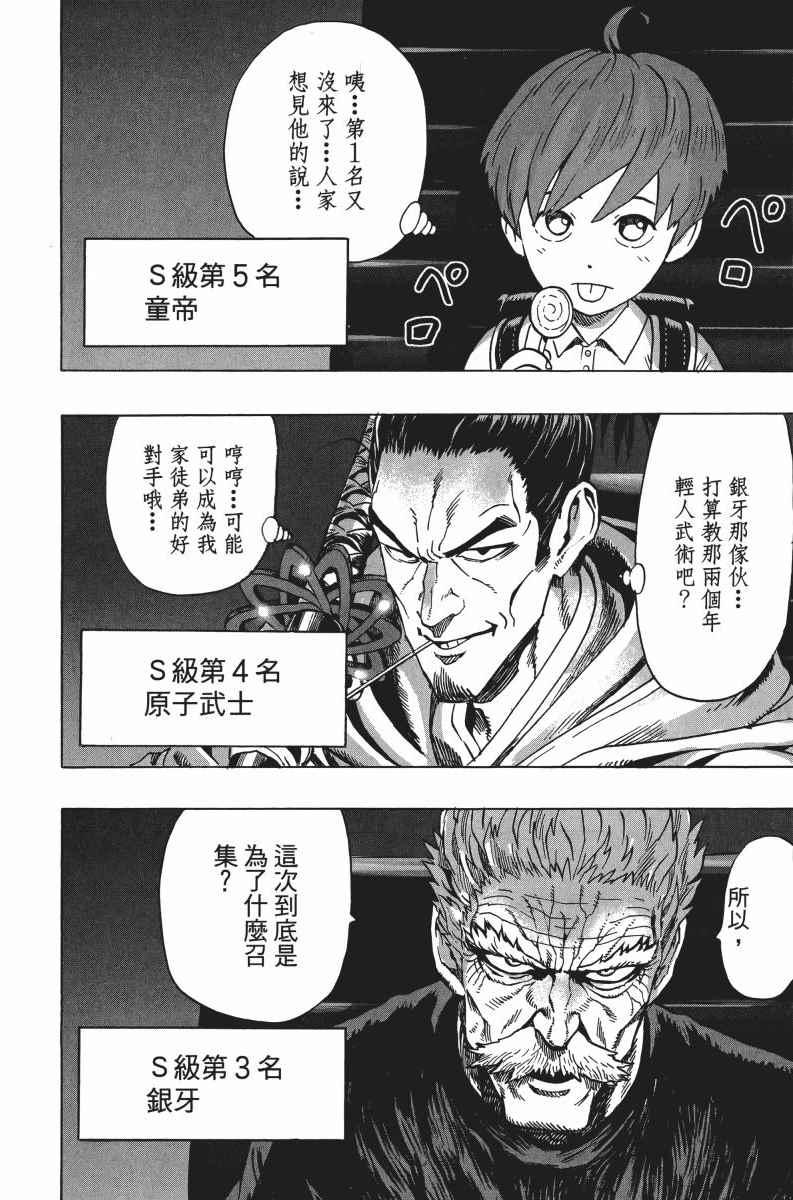 咦…第1名又
沒來了…人家
想見他的說…
ペロ
ペロ
S級第5名
童帝
銀牙那傢伙…
打算教那兩個年
輕人武術吧？
哼哼…可能
可以成為我
家徒弟的好
對手哦…
S級第4名
原子武士
所以，
這次到底是
為了什麼召
集？
S級第3名
銀牙